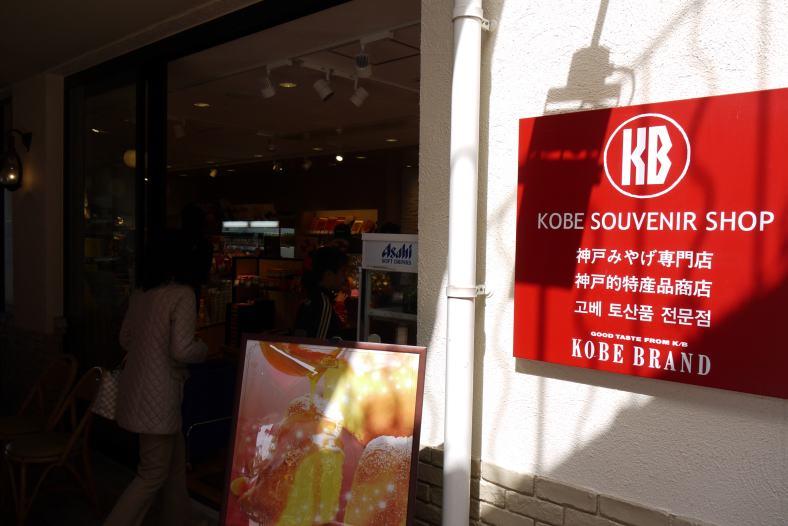 KB
KOBE SOUVENIR SHOP
神戸みやげ専門店
神戸的特産品商店
고베 토산품 전문점
GOOD TASTE FROM K/B
KOBE BRAND
Asahi
SOFT DRINKS